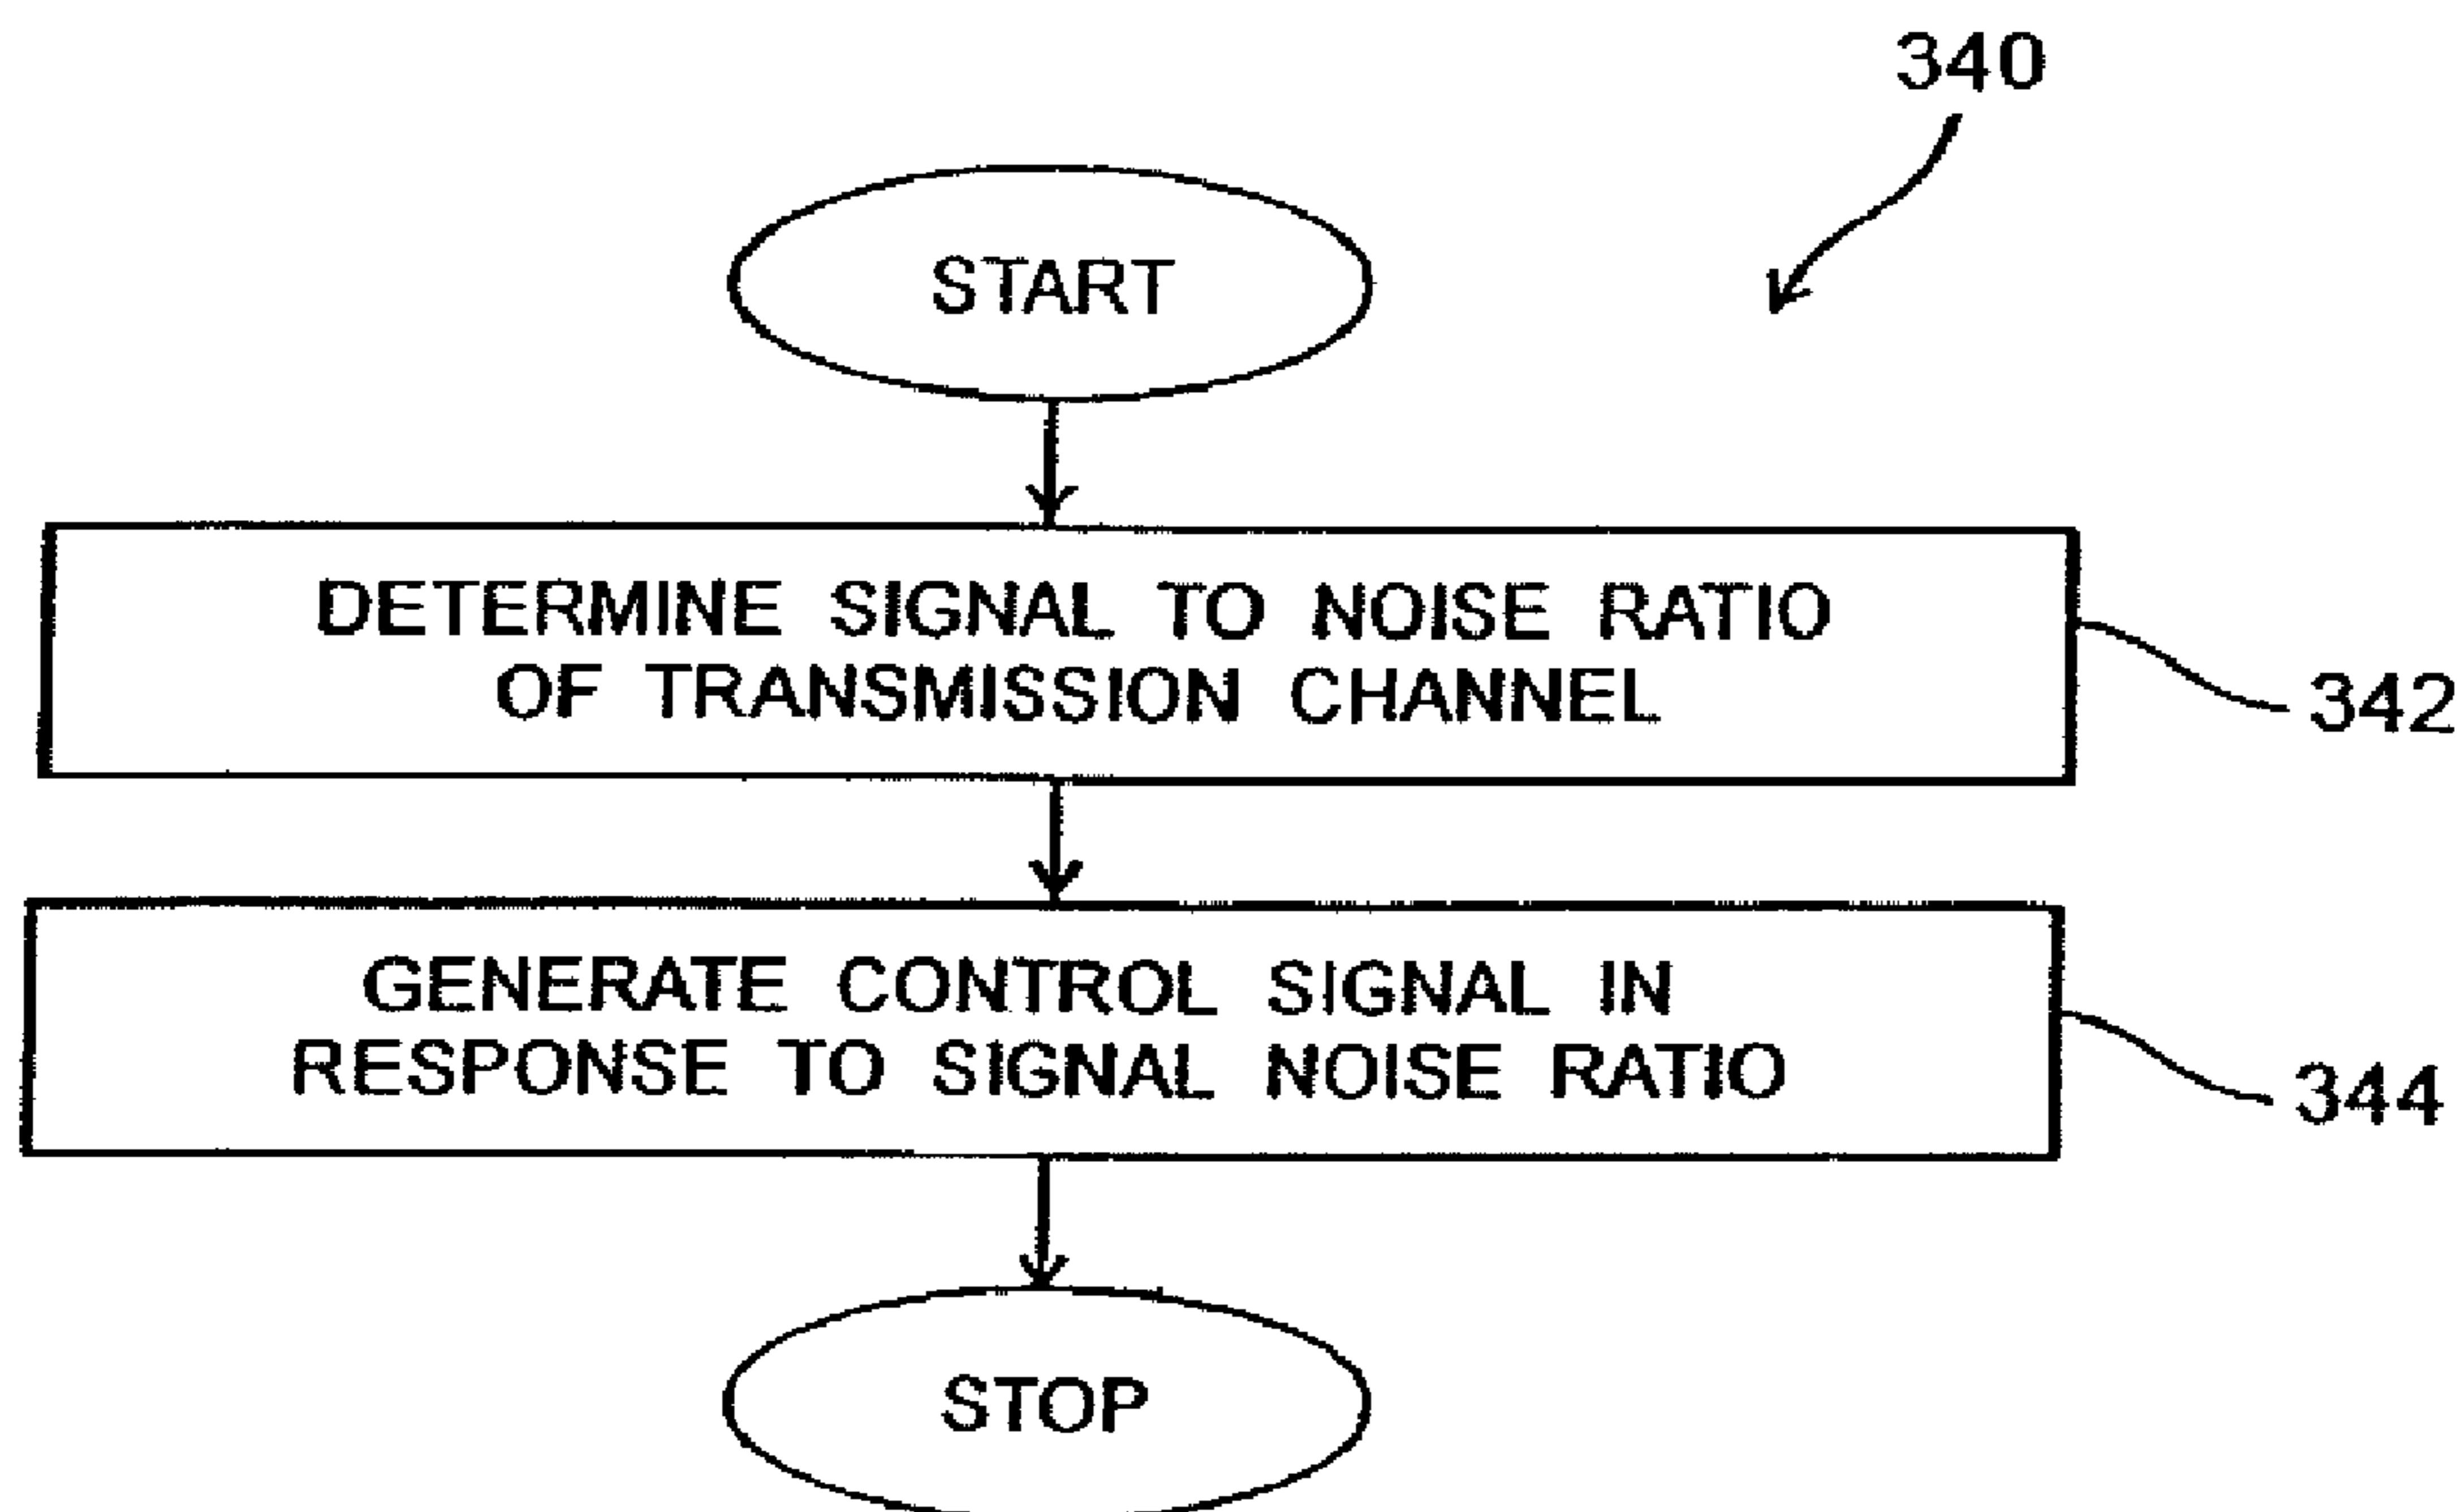 340
START
DETERMINE SIGNAL TO NOISE RATIO
OF TRANSMISSION CHANNEL
342
GENERATE CONTROL SIGNAL IN
RESPONSE TO SIGNAL NOISE RATIO
344
STOP